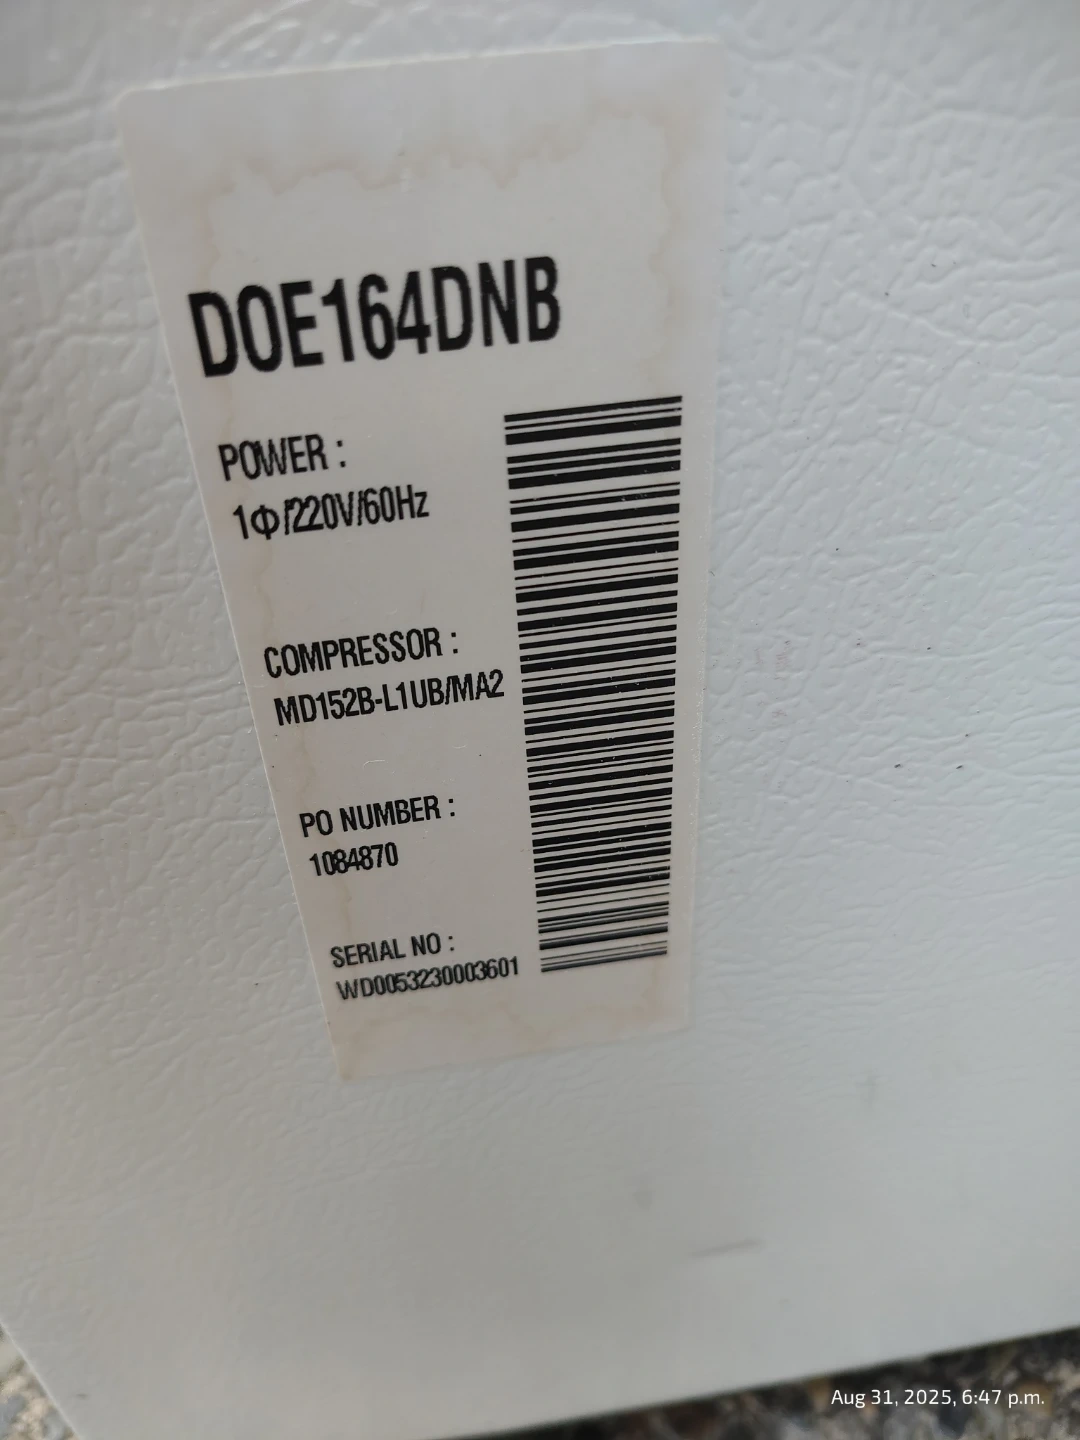 DOE164DNB
POWER :
1Φ/220V/60Hz
COMPRESSOR :
MD152B-L1UB/MA2
PO NUMBER :
1084870
SERIAL NO :
WD0053230003601
Aug 31, 2025, 6:47 p.m.